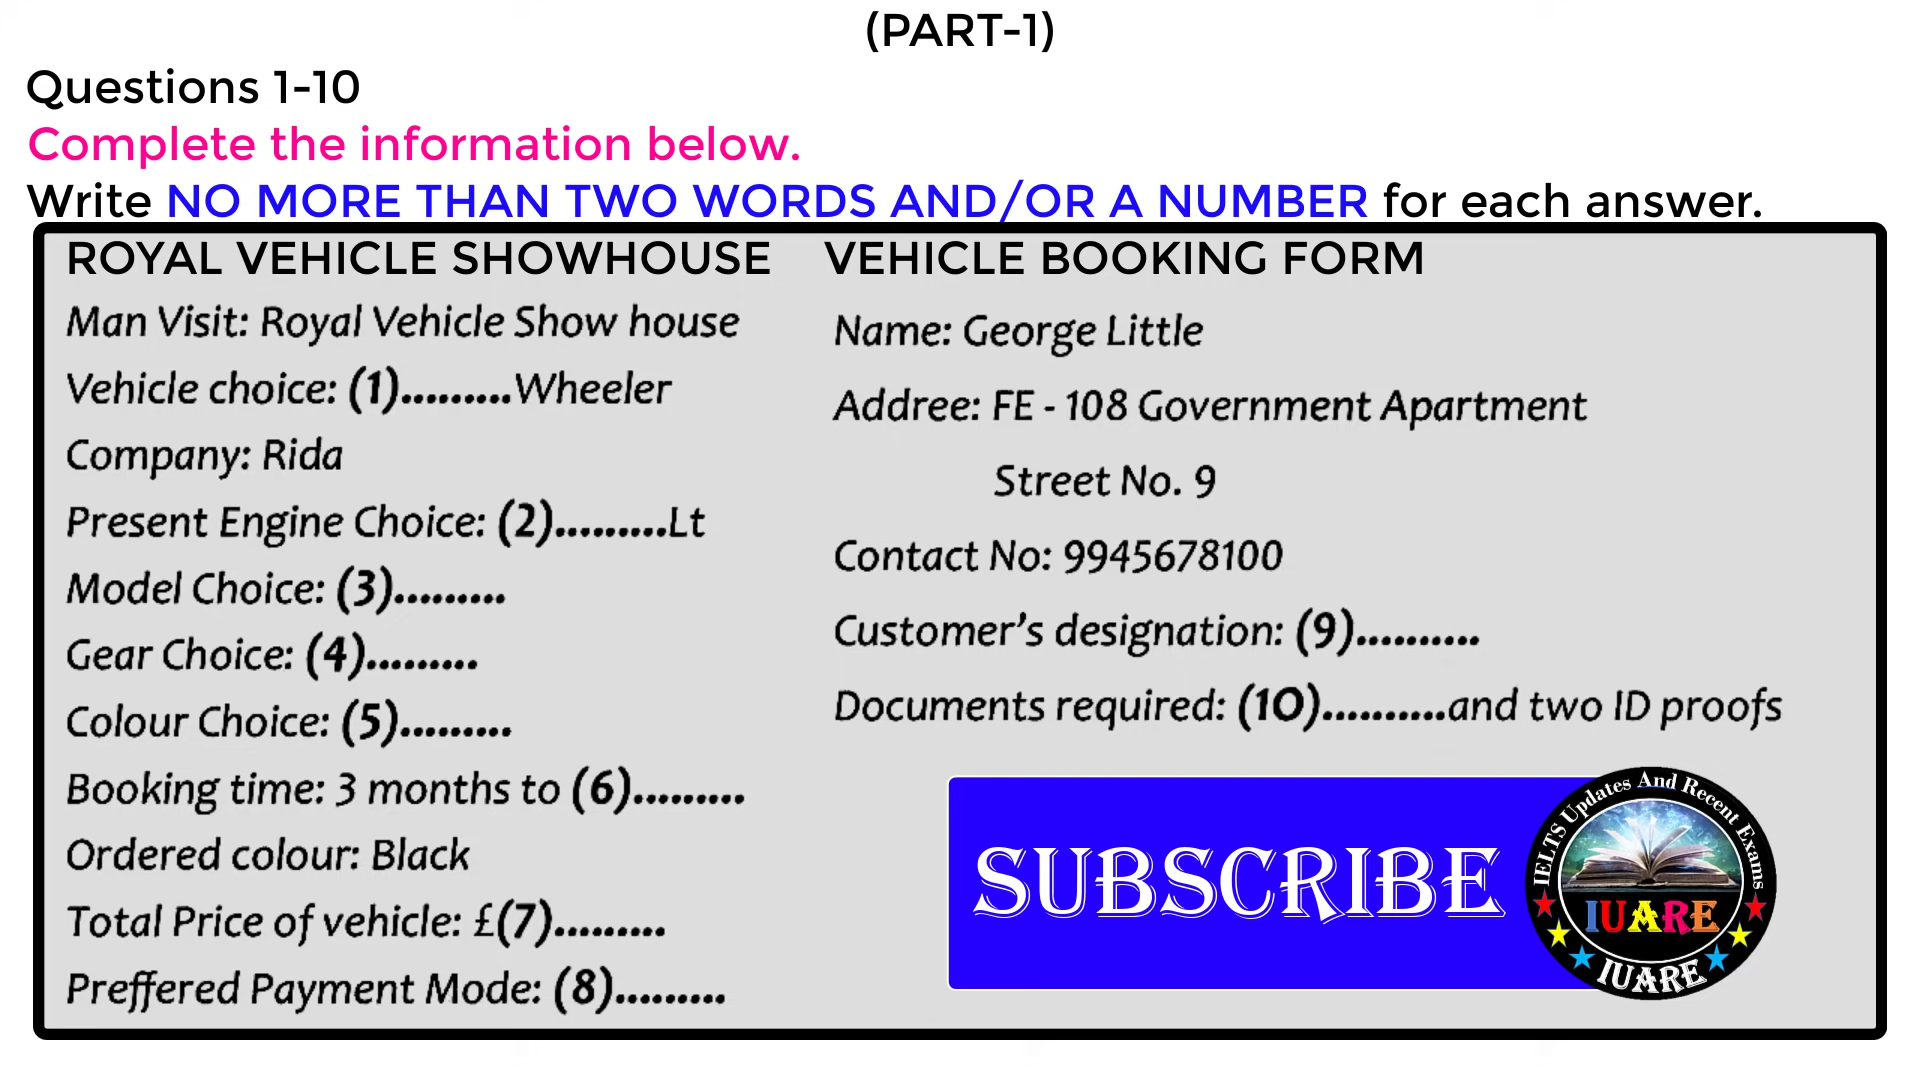 (PART-1)
Questions 1-10
Complete the information below.
Write NO MORE THAN TWO WORDS AND/OR A NUMBER for each answer.
ROYAL VEHICLE SHOWHOUSE
Man Visit: Royal Vehicle Show house
Vehicle choice: (1).........Wheeler
Company: Rida
Present Engine Choice: (2).........Lt
Model Choice: (3).........
Gear Choice: (4).........
Colour Choice: (5).........
Booking time: 3 months to (6).........
Ordered colour: Black
Total Price of vehicle: £(7).........
Preffered Payment Mode: (8).........
VEHICLE BOOKING FORM
Name: George Little
Addree: FE - 108 Government Apartment
Street No. 9
Contact No: 9945678100
Customer's designation: (9)..........
Documents required: (10)..........and two ID proofs
SUBSCRIBE
IELTS Updates And Recent Exams
IUARE
IUARE